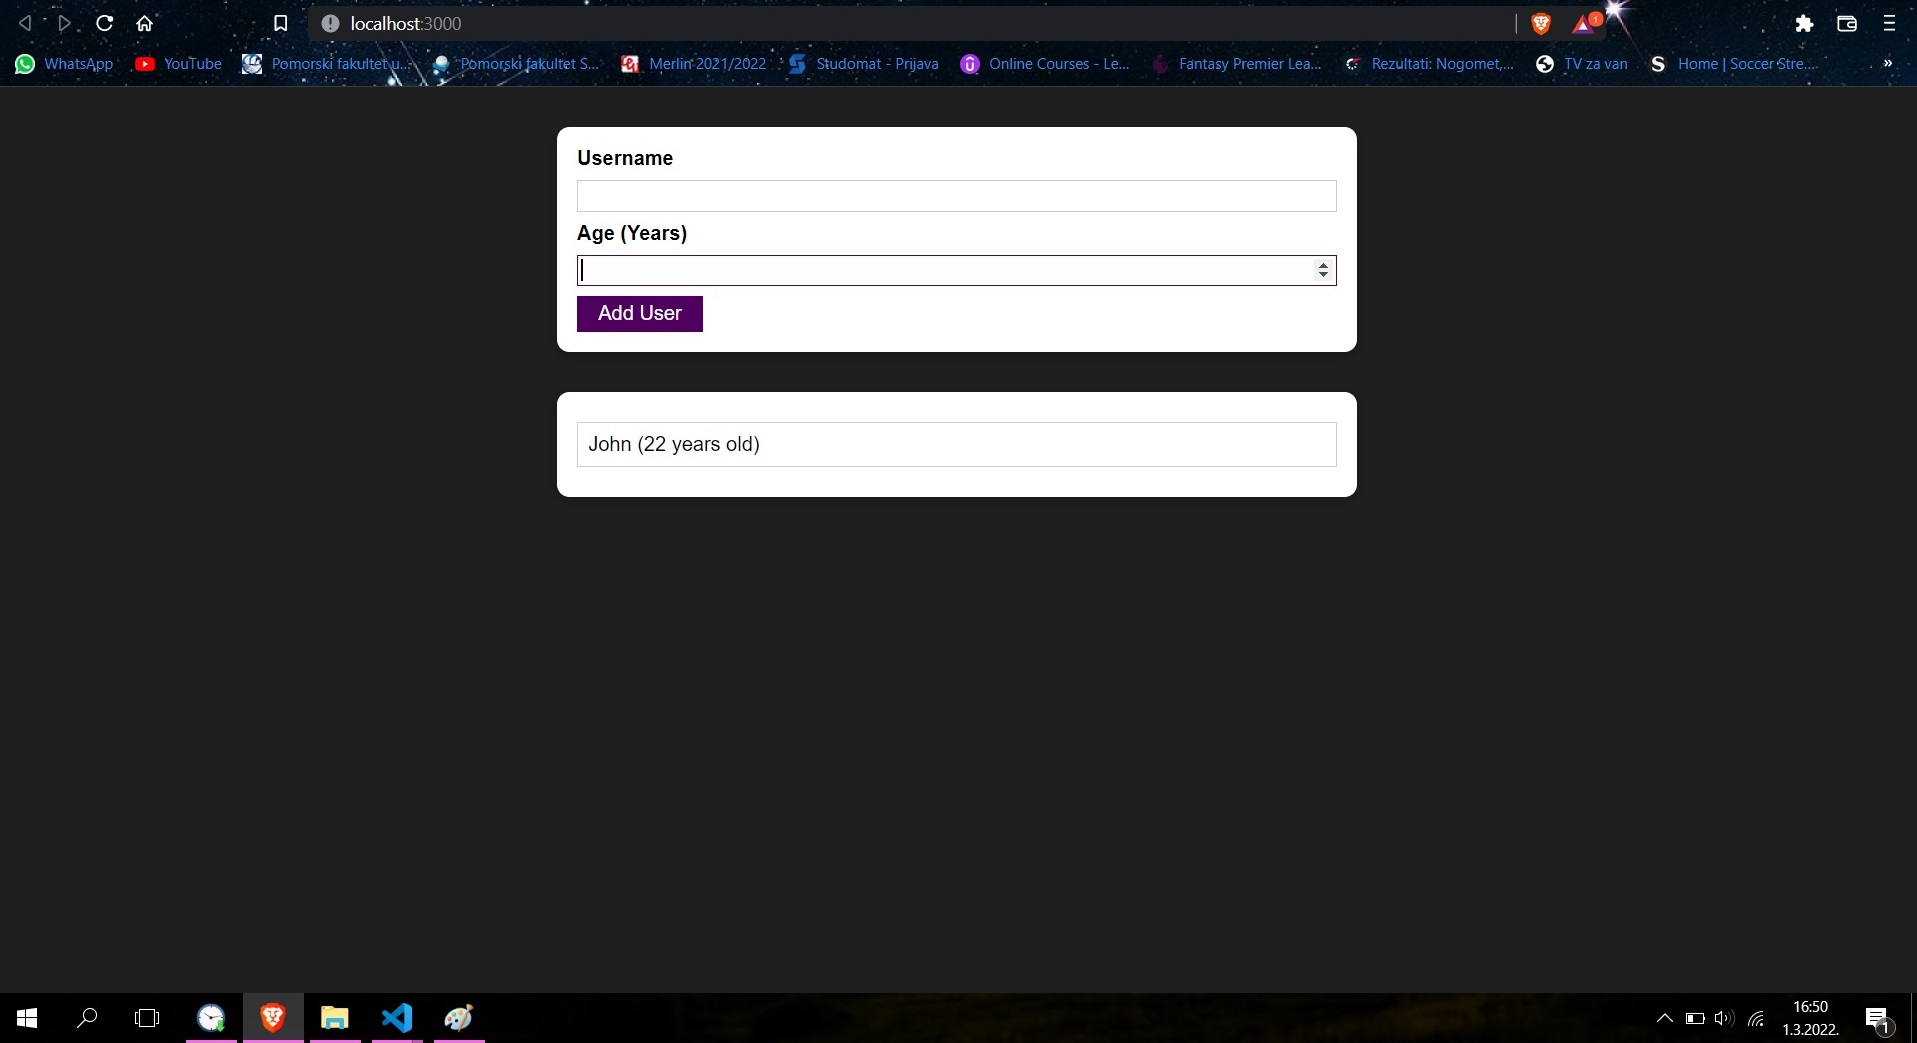 localhost:3000
1
WhatsApp YouTube Pomorski fakultet u... Pomorski fakultet S... Merlin 2021/2022 Studomat - Prijava Online Courses - Le... Fantasy Premier Lea... Rezultati: Nogomet,... TV za van Home | Soccer Stre... »
Username
Age (Years)
Add User
John (22 years old)
16:50
1.3.2022.
1